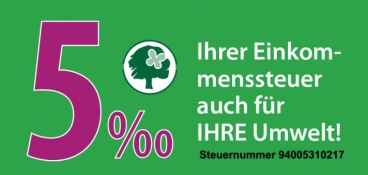 5‰
Ihrer Einkom-
menssteuer
auch für
IHRE Umwelt!
Steuernummer 94005310217